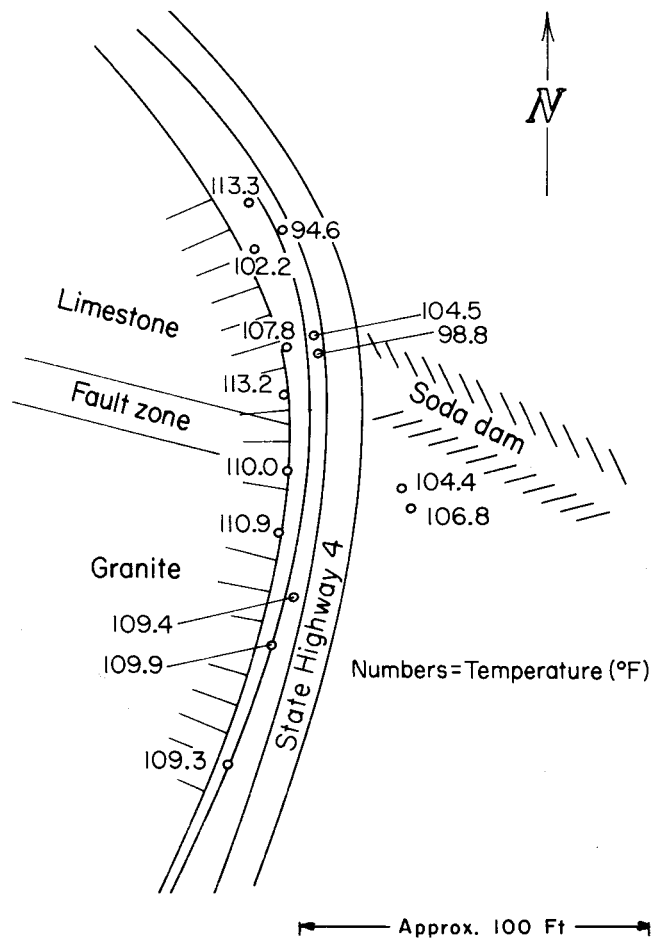 N
113.3
94.6
102.2
Limestone
107.8
104.5
98.8
113.2
Fault zone
Soda dam
110.0
104.4
110.9
106.8
Granite
109.4
109.9
State Highway 4
Numbers=Temperature (°F)
109.3
Approx. 100 Ft